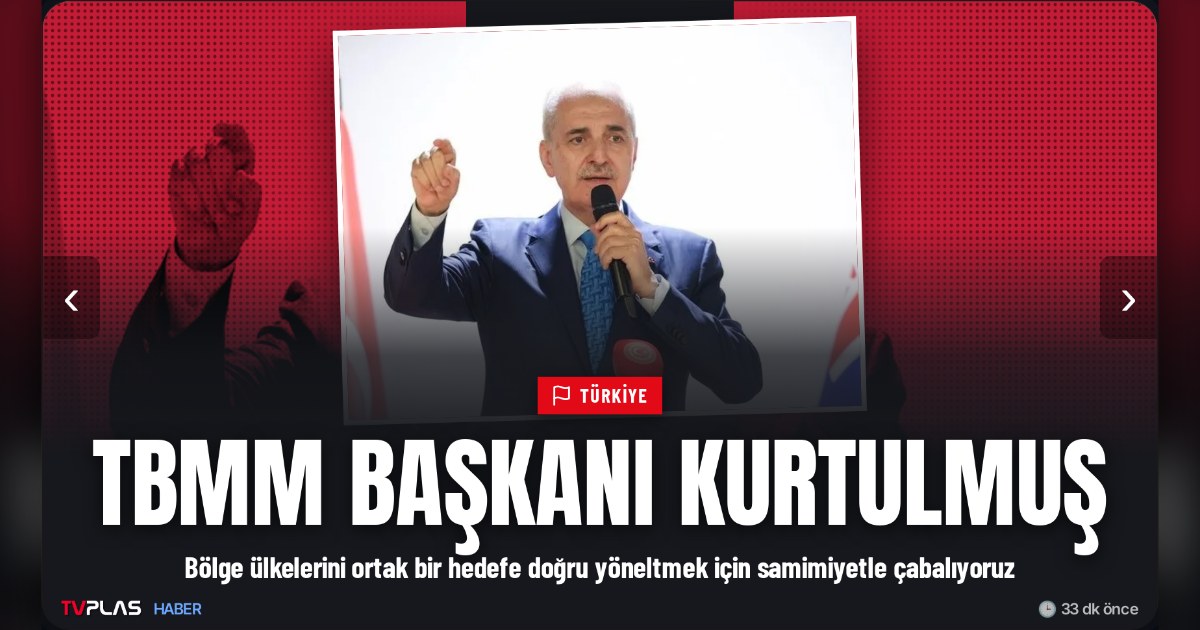 TÜRKİYE
TBMM BAŞKANI KURTULMUŞ
Bölge ülkelerini ortak bir hedefe doğru yöneltmek için samimiyetle çabalıyoruz
TVPLAS HABER
33 dk önce